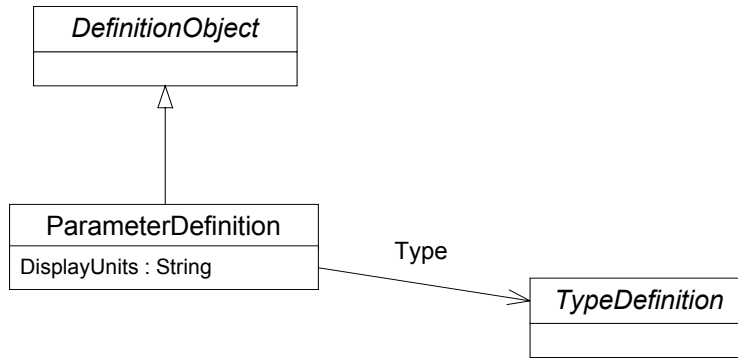 DefinitionObject
ParameterDefinition
DisplayUnits : String
Type
TypeDefinition